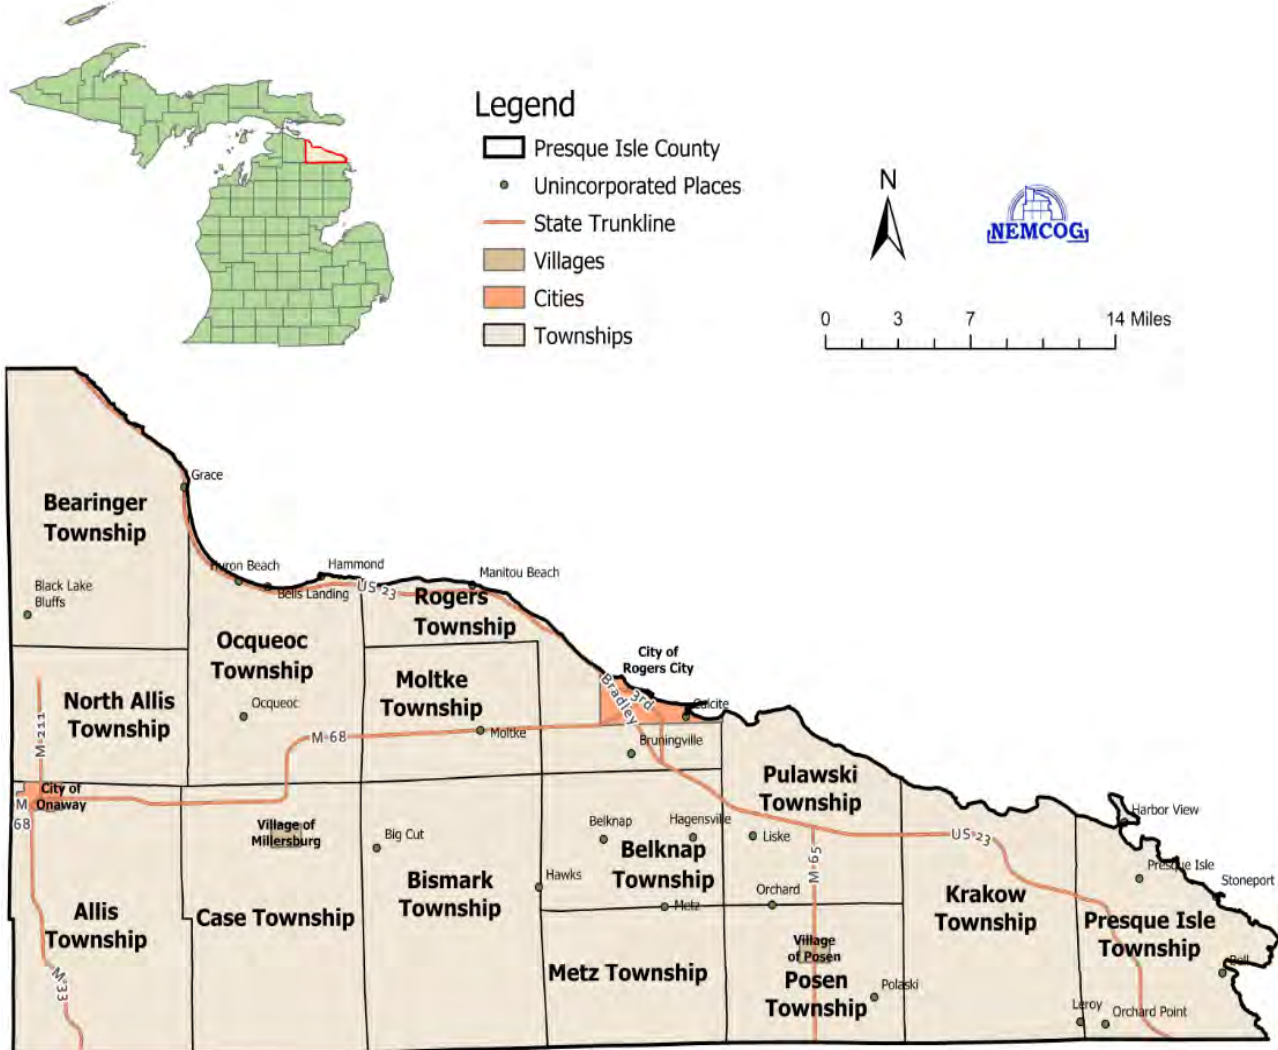 Legend
Presque Isle County
Unincorporated Places
State Trunkline
Villages
Cities
Townships
N
NEMCOG
0 3 7 14 Miles
Grace
Bearinger
Township
Black Lake
Bluffs
Huron Beach
Hammond
Bells Landing
US 23
Manitou Beach
Rogers
Township
Ocqueoc
Township
Ocqueoc
North Allis
Township
M-211
Moltke
Township
Moltke
M-68
City of
Rogers City
Bradley
3rd
Calcite
Bruningville
City of
Onaway
M
68
Village of
Millersburg
Big Cut
Pulawski
Township
Belknap
Hagensville
Liske
Belknap
Township
M-65
US 23
Harbor View
Presque Isle
Stoneport
Bismark
Township
Hawks
Metz
Orchard
Krakow
Township
Presque Isle
Township
Allis
Township
Case Township
M-33
Metz Township
Village
of Posen
Posen
Township
Polaski
Bell
Leroy
Orchard Point